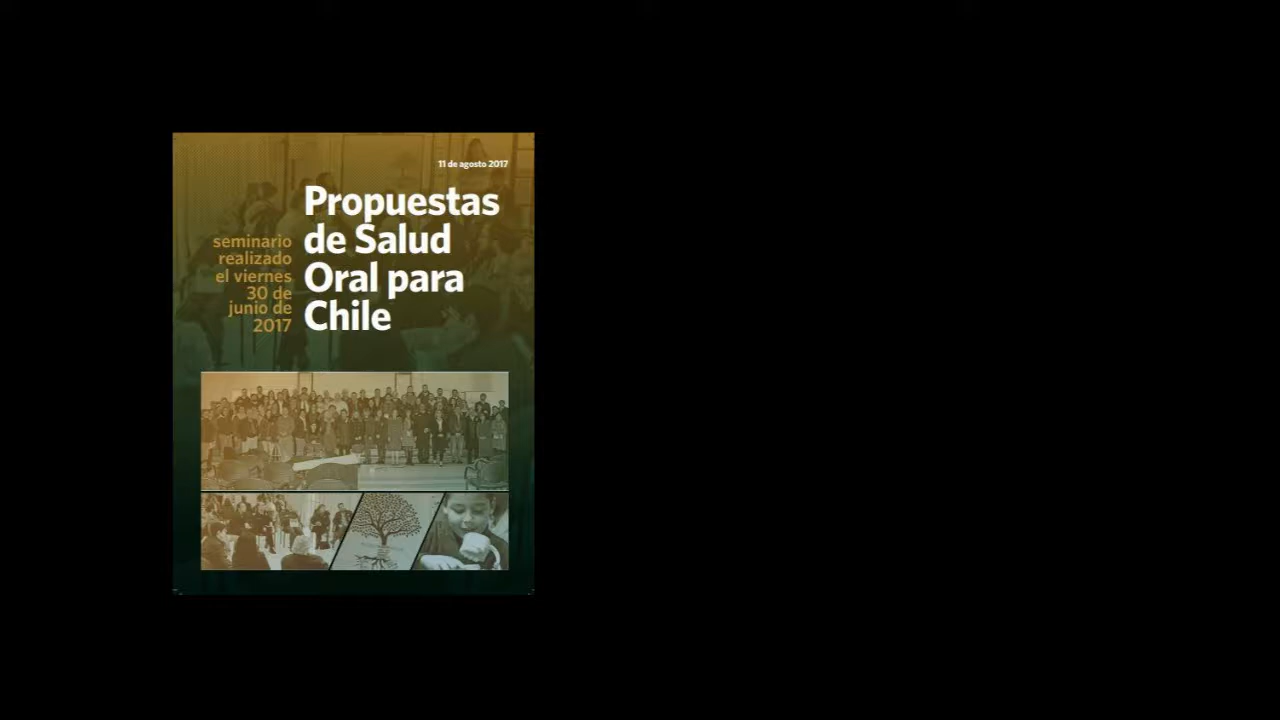 11 de agosto 2017
Propuestas
de Salud
Oral para
Chile
seminario
realizado
el viernes
30 de
junio de
2017